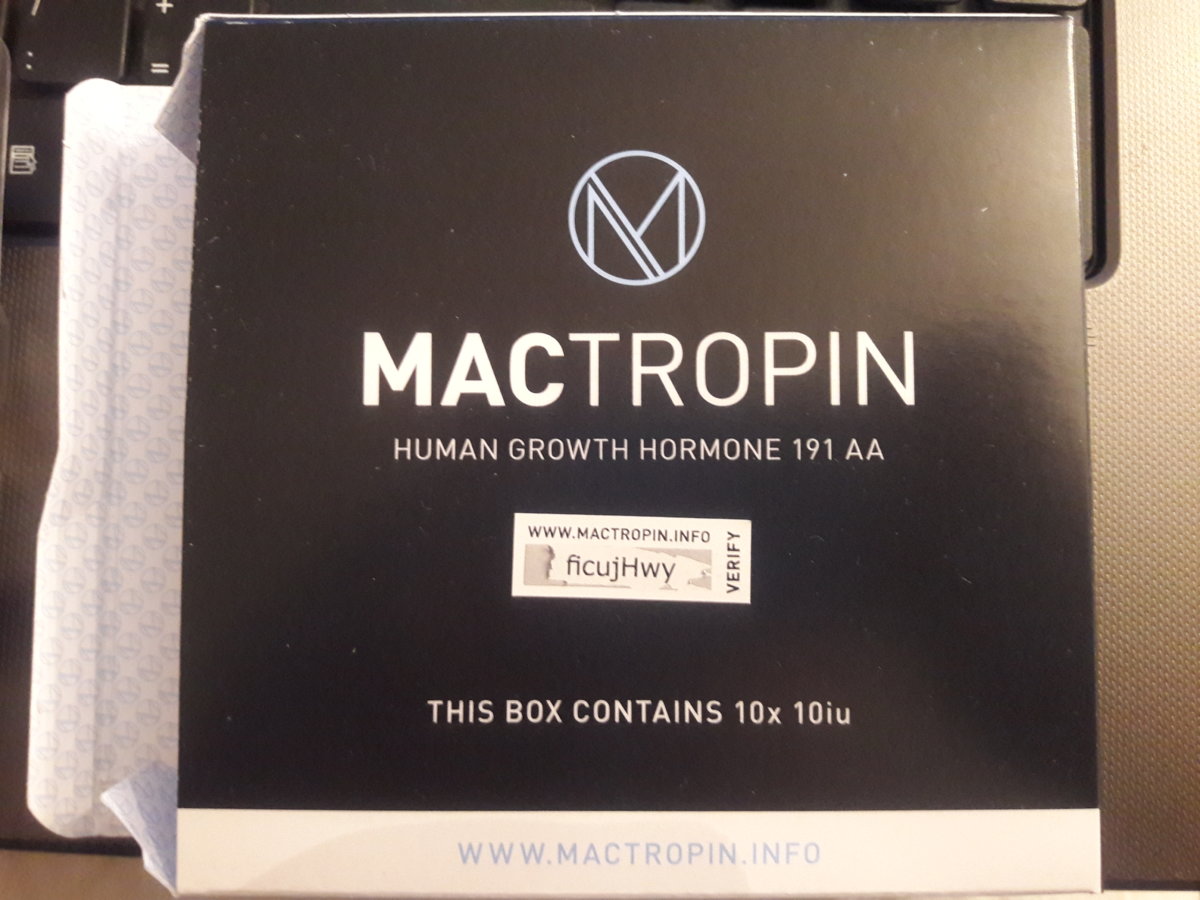 MACTROPIN
HUMAN GROWTH HORMONE 191 AA
WWW.MACTROPIN.INFO
ficujHwy
VERIFY
THIS BOX CONTAINS 10x 10iu
WWW.MACTROPIN.INFO